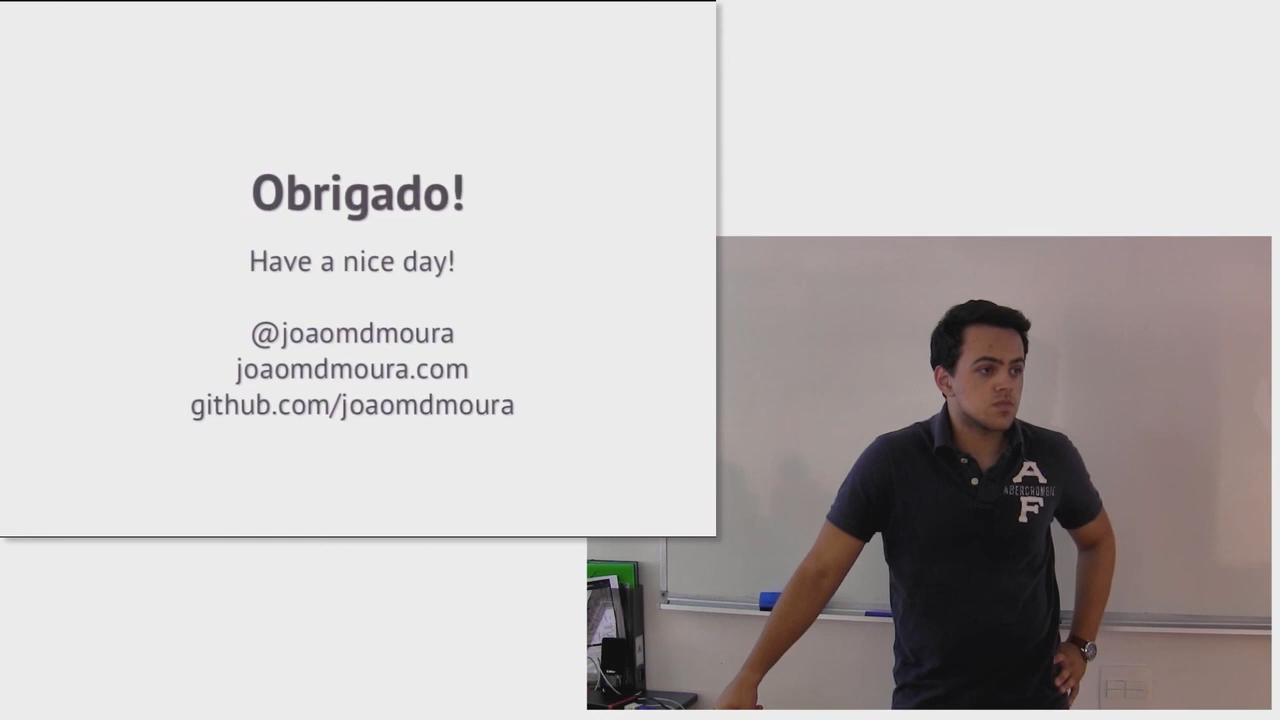 Obrigado!
Have a nice day!
@joaomdmoura
joaomdmoura.com
github.com/joaomdmoura
A
ABERCROMBIE
F